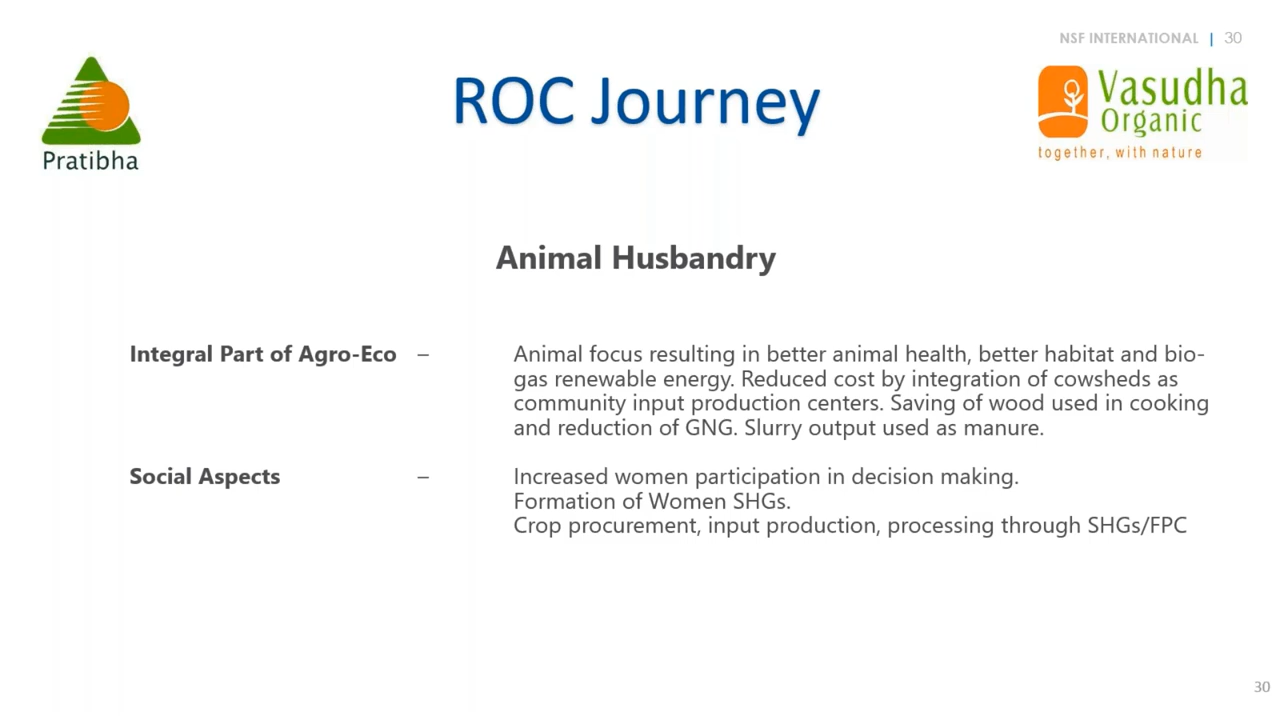 NSF INTERNATIONAL | 30
ROC Journey
Pratibha
Vasudha
Organic
together, with nature
Animal Husbandry
Integral Part of Agro-Eco – Animal focus resulting in better animal health, better habitat and bio-
gas renewable energy. Reduced cost by integration of cowsheds as
community input production centers. Saving of wood used in cooking
and reduction of GNG. Slurry output used as manure.
Social Aspects – Increased women participation in decision making.
Formation of Women SHGs.
Crop procurement, input production, processing through SHGs/FPC
30